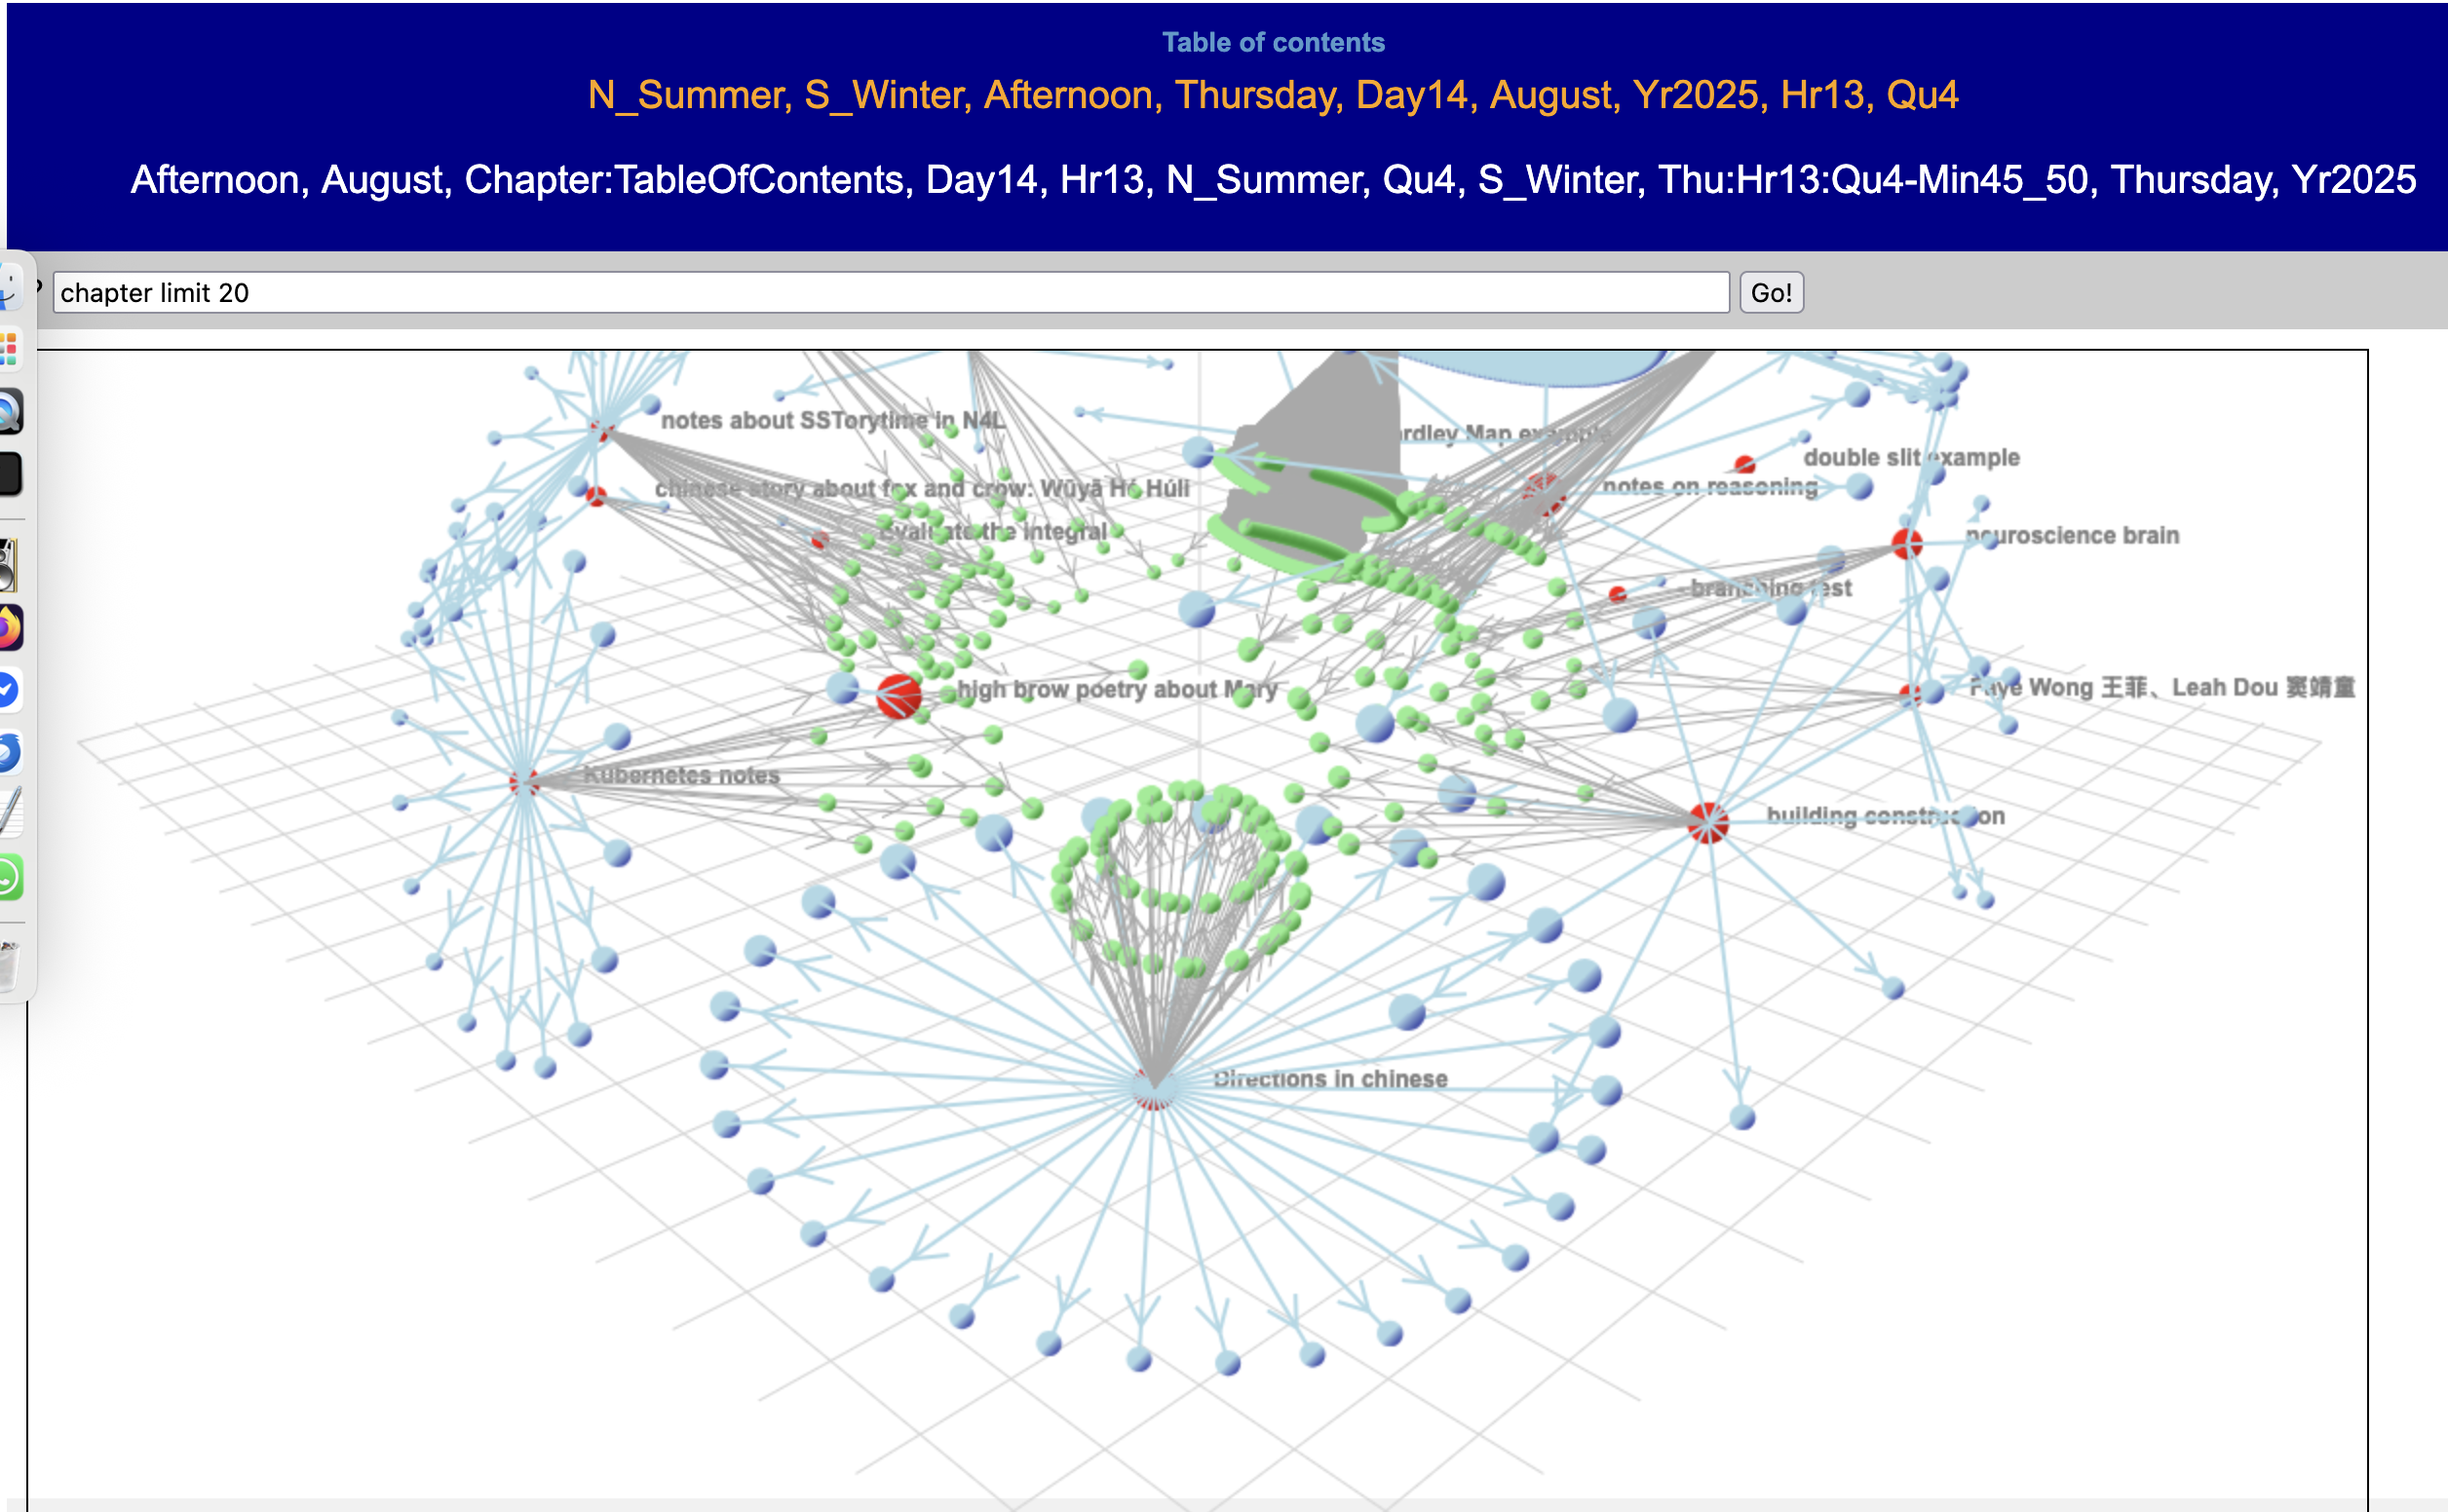 Table of contents
N_Summer, S_Winter, Afternoon, Thursday, Day14, August, Yr2025, Hr13, Qu4
Afternoon, August, Chapter:TableOfContents, Day14, Hr13, N_Summer, Qu4, S_Winter, Thu:Hr13:Qu4-Min45_50, Thursday, Yr2025
chapter limit 20
Go!
notes about SSTorytime in N4L
ardley Map example
double slit example
chinese story about fox and crow: Wūyā Hé Húli
notes on reasoning
evaluate the integral
neuroscience brain
branching test
high brow poetry about Mary
Faye Wong 王菲、Leah Dou 窦靖童
Kubernetes notes
building construction
Directions in chinese